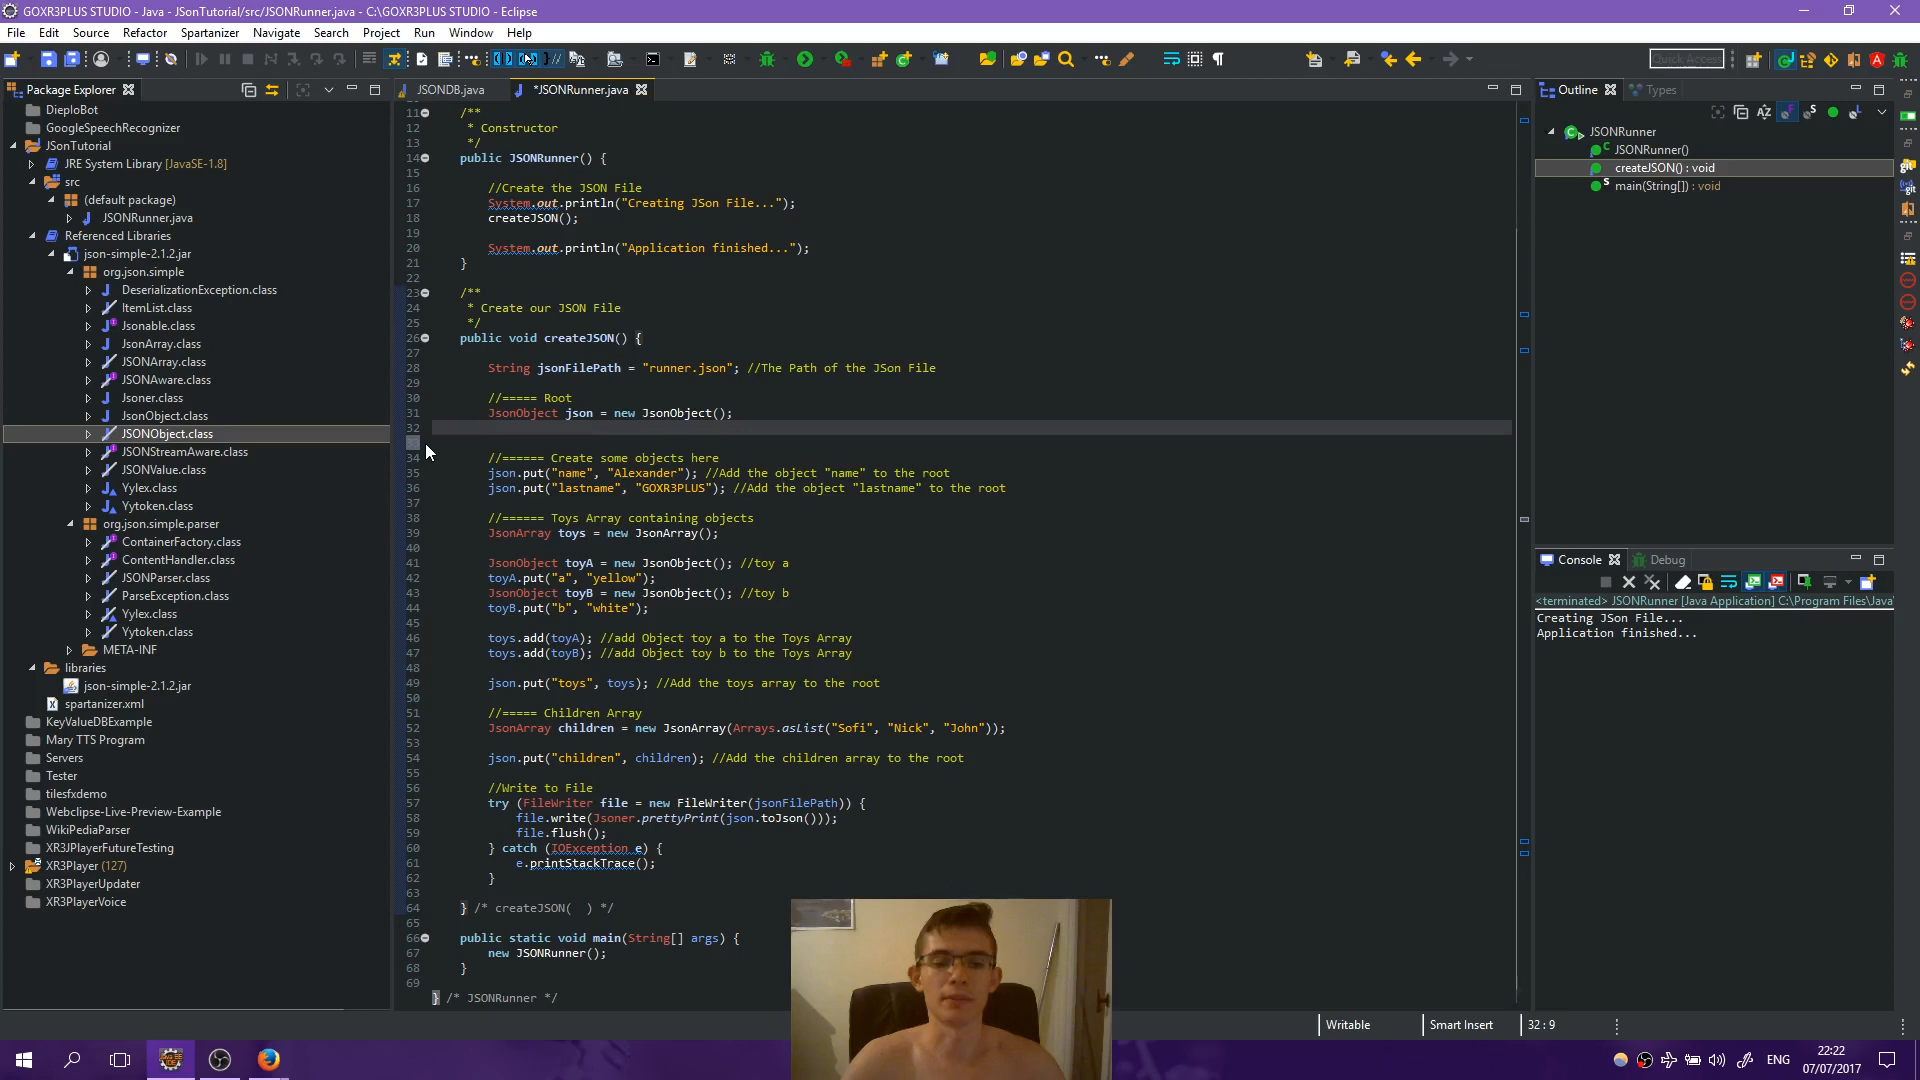 GOXR3PLUS STUDIO - Java - JSonTutorial/src/JSONRunner.java - C:\GOXR3PLUS STUDIO - Eclipse
File Edit Source Refactor Spartanizer Navigate Search Project Run Window Help
Quick Access
Package Explorer
DiepIoBot
GoogleSpeechRecognizer
JSonTutorial
JRE System Library [JavaSE-1.8]
src
(default package)
JSONRunner.java
Referenced Libraries
json-simple-2.1.2.jar
org.json.simple
DeserializationException.class
ItemList.class
Jsonable.class
JsonArray.class
JSONArray.class
JSONAware.class
Jsoner.class
JsonObject.class
JSONObject.class
JSONStreamAware.class
JSONValue.class
Yylex.class
Yytoken.class
org.json.simple.parser
ContainerFactory.class
ContentHandler.class
JSONParser.class
ParseException.class
Yylex.class
Yytoken.class
META-INF
libraries
json-simple-2.1.2.jar
spartanizer.xml
KeyValueDBExample
Mary TTS Program
Servers
Tester
tilesfxdemo
Webclipse-Live-Preview-Example
WikiPediaParser
XR3JPlayerFutureTesting
XR3Player (127)
XR3PlayerUpdater
XR3PlayerVoice
JSONDB.java *JSONRunner.java
11 /**
12 * Constructor
13 */
14 public JSONRunner() {
15
16 //Create the JSON File
17 System.out.println("Creating JSon File...");
18 createJSON();
19
20 System.out.println("Application finished...");
21 }
22
23 /**
24 * Create our JSON File
25 */
26 public void createJSON() {
27
28 String jsonFilePath = "runner.json"; //The Path of the JSon File
29
30 //===== Root
31 JsonObject json = new JsonObject();
32
33
34 //====== Create some objects here
35 json.put("name", "Alexander"); //Add the object "name" to the root
36 json.put("lastname", "GOXR3PLUS"); //Add the object "lastname" to the root
37
38 //====== Toys Array containing objects
39 JsonArray toys = new JsonArray();
40
41 JsonObject toyA = new JsonObject(); //toy a
42 toyA.put("a", "yellow");
43 JsonObject toyB = new JsonObject(); //toy b
44 toyB.put("b", "white");
45
46 toys.add(toyA); //add Object toy a to the Toys Array
47 toys.add(toyB); //add Object toy b to the Toys Array
48
49 json.put("toys", toys); //Add the toys array to the root
50
51 //===== Children Array
52 JsonArray children = new JsonArray(Arrays.asList("Sofi", "Nick", "John"));
53
54 json.put("children", children); //Add the children array to the root
55
56 //Write to File
57 try (FileWriter file = new FileWriter(jsonFilePath)) {
58 file.write(Jsoner.prettyPrint(json.toJson()));
59 file.flush();
60 } catch (IOException e) {
61 e.printStackTrace();
62 }
63
64 } /* createJSON( ) */
65
66 public static void main(String[] args) {
67 new JSONRunner();
68 }
69
} /* JSONRunner */
Outline Types
JSONRunner
JSONRunner()
createJSON() : void
main(String[]) : void
Console Debug
<terminated> JSONRunner [Java Application] C:\Program Files\Java\
Creating JSon File...
Application finished...
Writable Smart Insert 32 : 9
ENG 22:22
07/07/2017